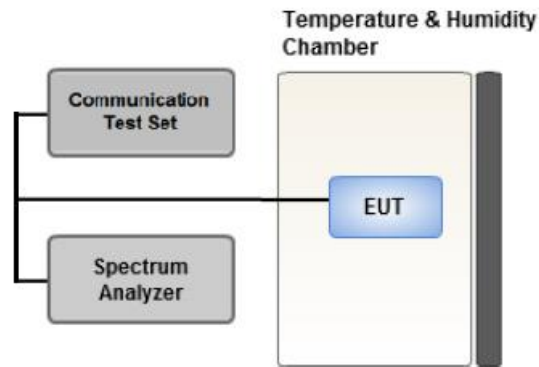 Temperature & Humidity
Chamber
Communication
Test Set
EUT
Spectrum
Analyzer